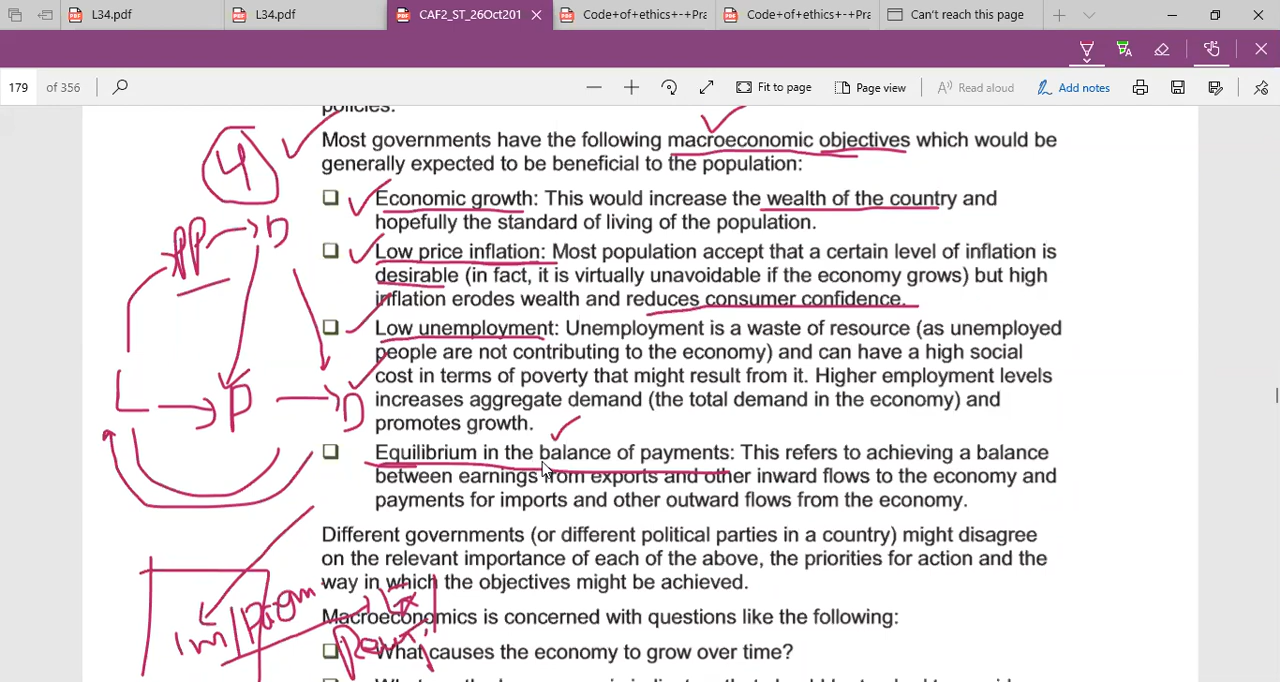 L34.pdf
L34.pdf
CAF2_ST_26Oct201
Code+of+ethics+-+Pra
Code+of+ethics+-+Pra
Can't reach this page
179 of 356
Fit to page
Page view
Read aloud
Add notes
policies.
Most governments have the following macroeconomic objectives which would be
generally expected to be beneficial to the population:
Economic growth: This would increase the wealth of the country and
hopefully the standard of living of the population.
Low price inflation: Most population accept that a certain level of inflation is
desirable (in fact, it is virtually unavoidable if the economy grows) but high
inflation erodes wealth and reduces consumer confidence.
Low unemployment: Unemployment is a waste of resource (as unemployed
people are not contributing to the economy) and can have a high social
cost in terms of poverty that might result from it. Higher employment levels
increases aggregate demand (the total demand in the economy) and
promotes growth.
Equilibrium in the balance of payments: This refers to achieving a balance
between earnings from exports and other inward flows to the economy and
payments for imports and other outward flows from the economy.
Different governments (or different political parties in a country) might disagree
on the relevant importance of each of the above, the priorities for action and the
way in which the objectives might be achieved.
Macroeconomics is concerned with questions like the following:
What causes the economy to grow over time?
4
PP D
L P D
Im